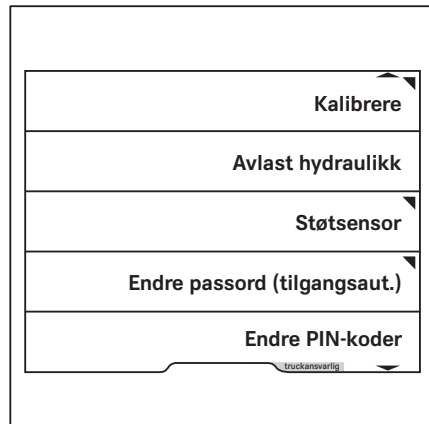 Kalibrere
Avlast hydraulikk
Støtsensor
Endre passord (tilgangsaut.)
Endre PIN-koder
truckansvarlig